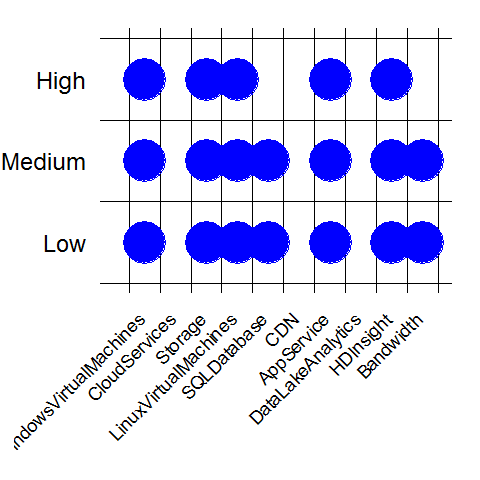 High
Medium
Low
ndowsVirtualMachines
CloudServices
Storage
LinuxVirtualMachines
SQLDatabase
CDN
AppService
DataLakeAnalytics
HDInsight
Bandwidth